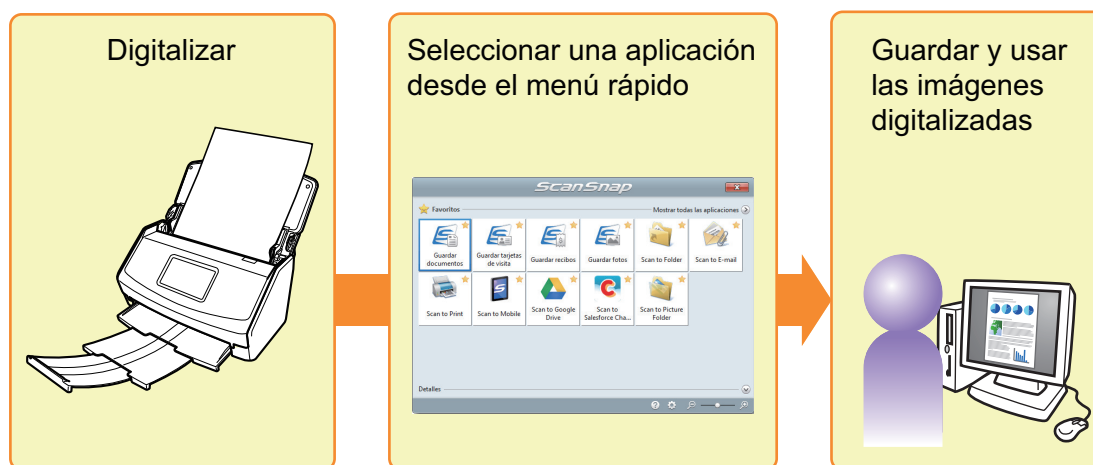 Digitalizar
Seleccionar una aplicación
desde el menú rápido
Guardar y usar
las imágenes
digitalizadas
ScanSnap
Favoritos
Mostrar todas las aplicaciones
Guardar
documentos
Guardar tarjetas
de visita
Guardar recibos
Guardar fotos
Scan to Folder
Scan to E-mail
Scan to Print
Scan to Mobile
Scan to Google
Drive
Scan to
Salesforce Cha...
Scan to Picture
Folder
Detalles